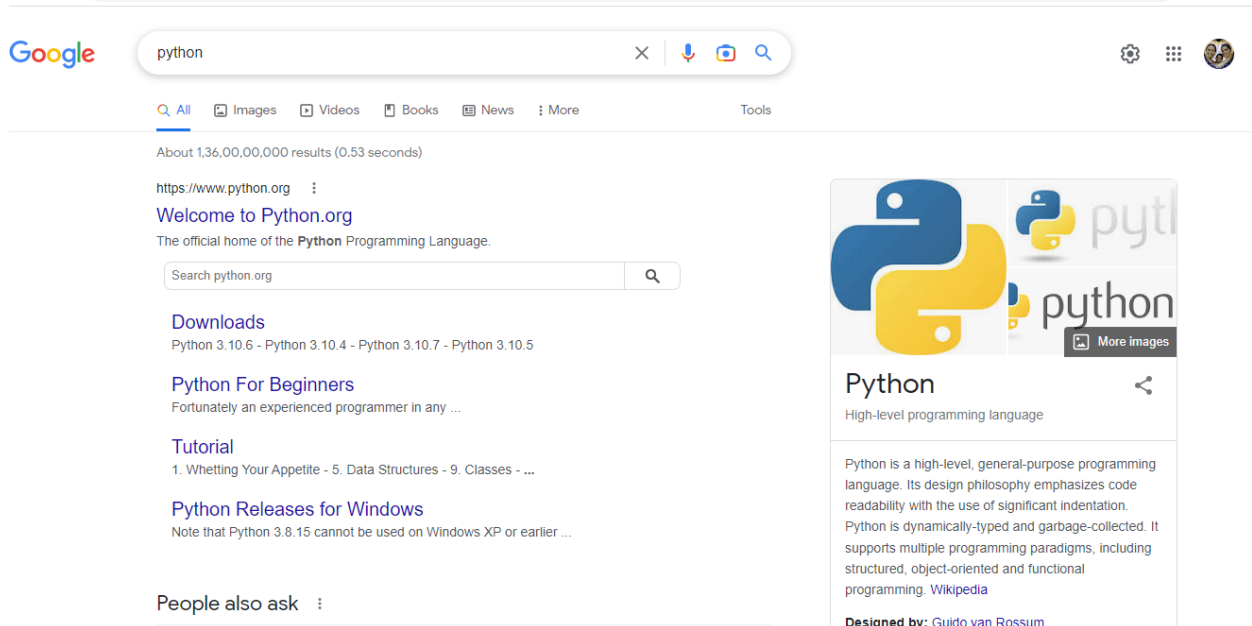 Google
python
All Images Videos Books News More Tools
About 1,36,00,00,000 results (0.53 seconds)
https://www.python.org
Welcome to Python.org
The official home of the Python Programming Language.
Search python.org
Downloads
Python 3.10.6 - Python 3.10.4 - Python 3.10.7 - Python 3.10.5
Python For Beginners
Fortunately an experienced programmer in any ...
Tutorial
1. Whetting Your Appetite - 5. Data Structures - 9. Classes - ...
Python Releases for Windows
Note that Python 3.8.15 cannot be used on Windows XP or earlier ...
People also ask
pyth
python
More images
Python
High-level programming language
Python is a high-level, general-purpose programming
language. Its design philosophy emphasizes code
readability with the use of significant indentation.
Python is dynamically-typed and garbage-collected. It
supports multiple programming paradigms, including
structured, object-oriented and functional
programming. Wikipedia
Designed by: Guido van Rossum